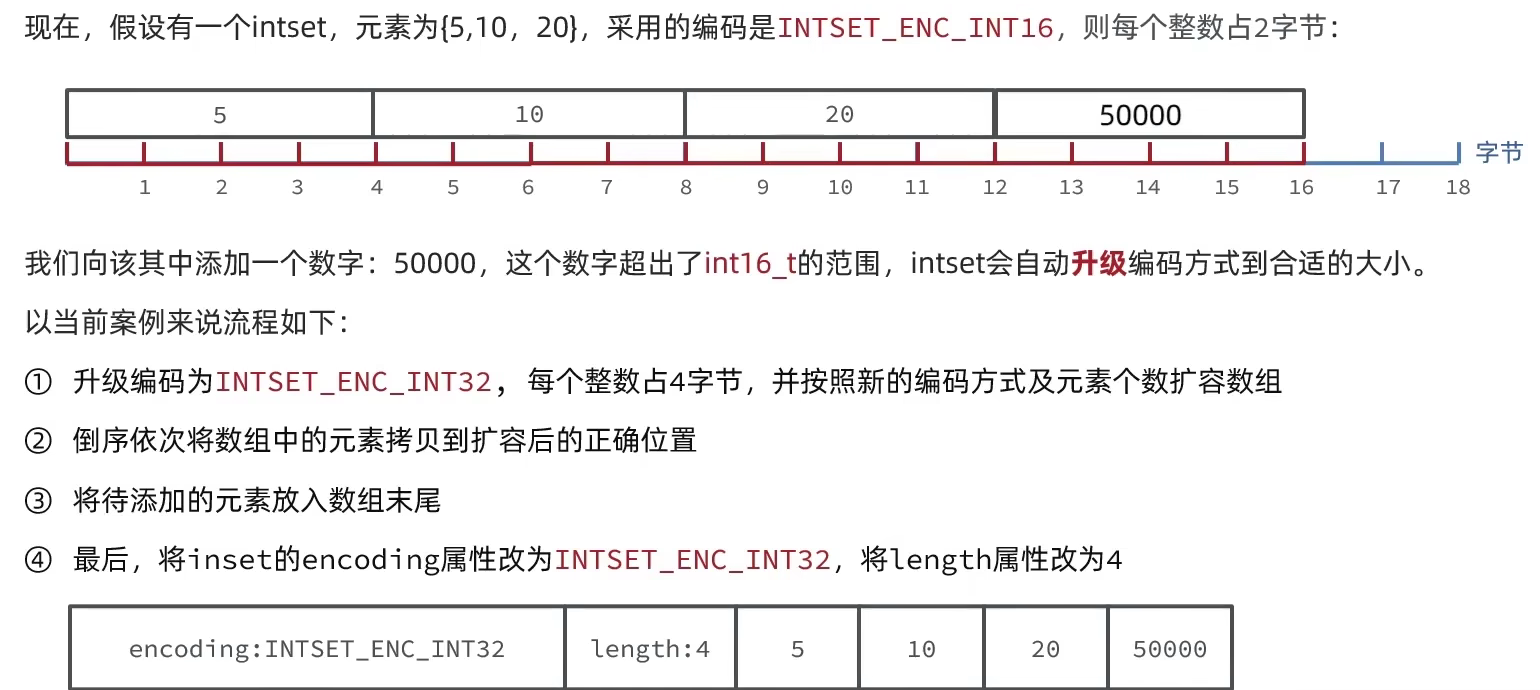 现在，假设有一个intset，元素为{5,10，20}，采用的编码是INTSET_ENC_INT16，则每个整数占2字节：
5 10 20 50000
字节
1 2 3 4 5 6 7 8 9 10 11 12 13 14 15 16 17 18
我们向该其中添加一个数字：50000，这个数字超出了int16_t的范围，intset会自动升级编码方式到合适的大小。
以当前案例来说流程如下：
① 升级编码为INTSET_ENC_INT32, 每个整数占4字节，并按照新的编码方式及元素个数扩容数组
② 倒序依次将数组中的元素拷贝到扩容后的正确位置
③ 将待添加的元素放入数组末尾
④ 最后，将inset的encoding属性改为INTSET_ENC_INT32，将length属性改为4
encoding:INTSET_ENC_INT32 length:4 5 10 20 50000